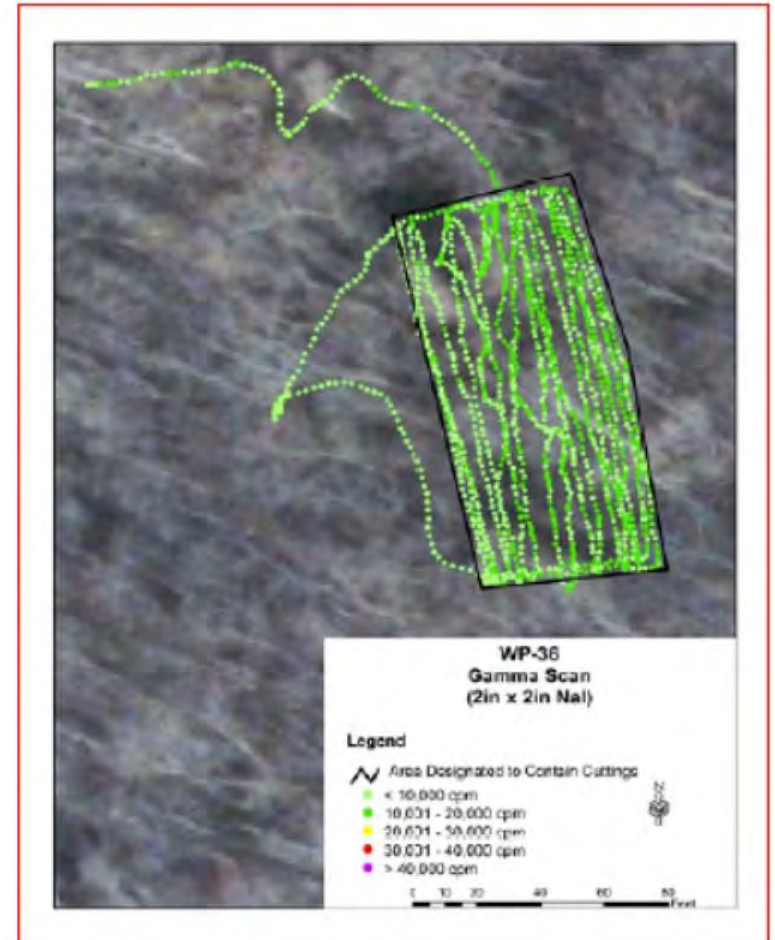 WP-36
Gamma Scan
(2in x 2in NaI)
Legend
Area Designated to Contain Cuttings
< 10,000 cpm
10,001 - 20,000 cpm
20,001 - 30,000 cpm
30,001 - 40,000 cpm
> 40,000 cpm
0 10 20 40 60 80
Feet